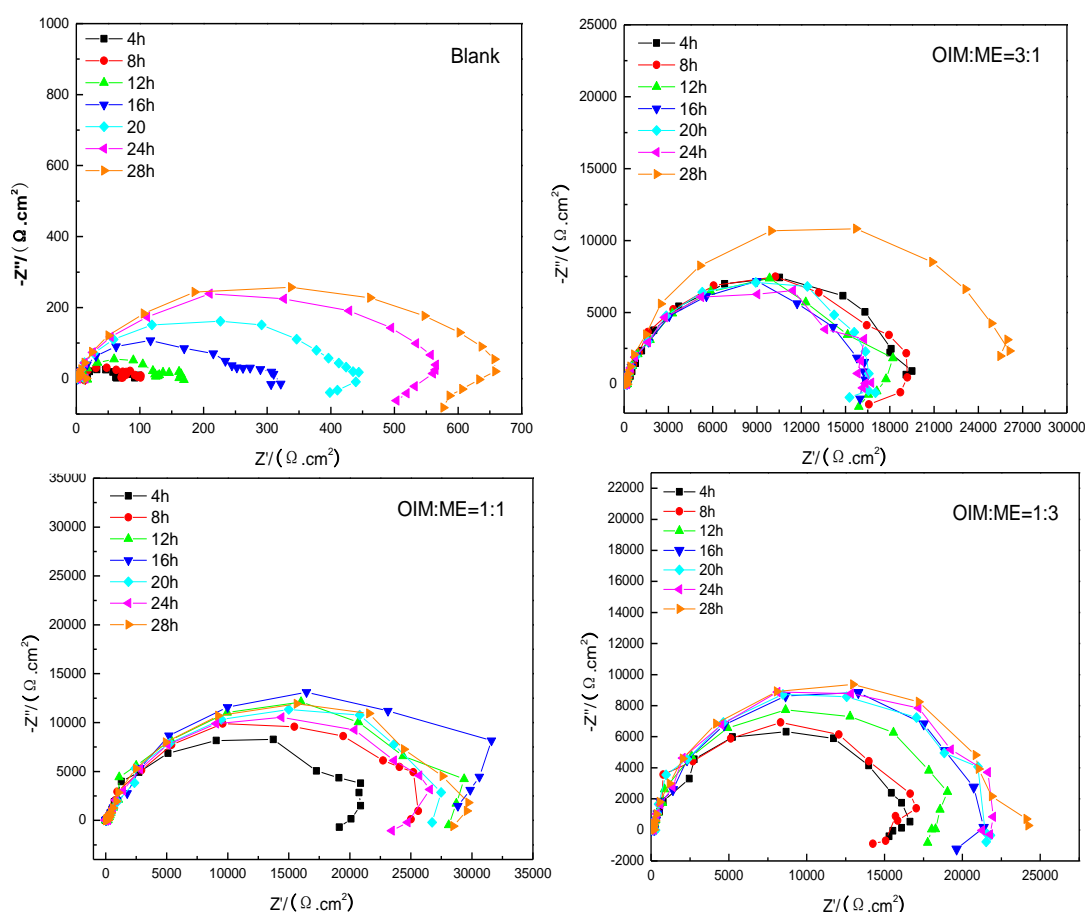 Blank
4h
8h
12h
16h
20
24h
28h
1000
800
600
400
200
0
-Z''/(Ω.cm²)
0 100 200 300 400 500 600 700
Z'/(Ω.cm²)
OIM:ME=3:1
4h
8h
12h
16h
20h
24h
28h
25000
22500
20000
17500
15000
12500
10000
7500
5000
2500
0
-Z''/(Ω.cm²)
0 3000 6000 9000 12000 15000 18000 21000 24000 27000 30000
Z'/(Ω.cm²)
OIM:ME=1:1
4h
8h
12h
16h
20h
24h
28h
35000
30000
25000
20000
15000
10000
5000
0
-Z''/(Ω.cm²)
0 5000 10000 15000 20000 25000 30000 35000
Z'/(Ω.cm²)
OIM:ME=1:3
4h
8h
12h
16h
20h
24h
28h
22000
20000
18000
16000
14000
12000
10000
8000
6000
4000
2000
0
-2000
-Z''/(Ω.cm²)
0 5000 10000 15000 20000 25000
Z'/(Ω.cm²)